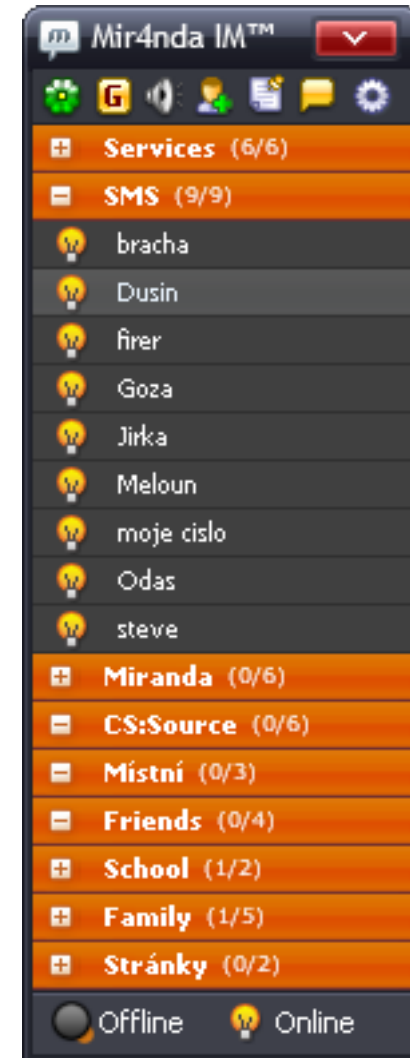 Mir4nda IM™
Services (6/6)
SMS (9/9)
bracha
Dusin
firer
Goza
Jirka
Meloun
moje cislo
Odas
steve
Miranda (0/6)
CS:Source (0/6)
Místní (0/3)
Friends (0/4)
School (1/2)
Family (1/5)
Stránky (0/2)
Offline Online